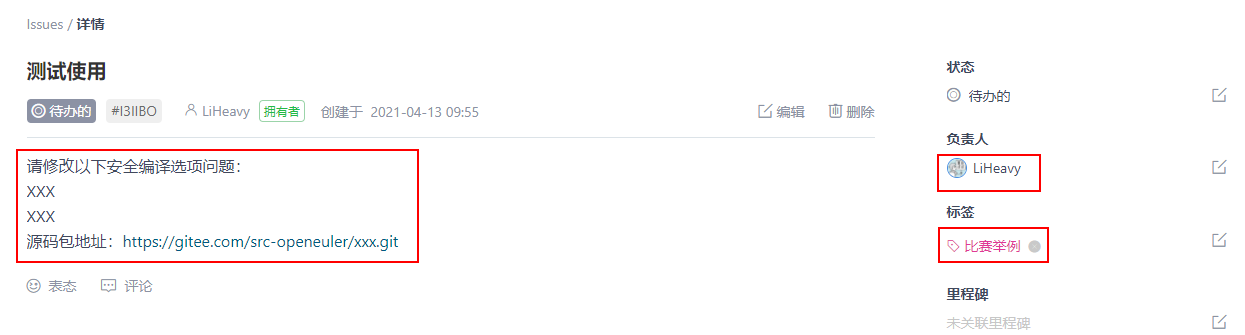 Issues / 详情
测试使用
待办的 #I3IIBO LiHeavy 拥有者 创建于 2021-04-13 09:55 编辑 删除
请修改以下安全编译选项问题：
XXX
XXX
源码包地址：https://gitee.com/src-openeuler/xxx.git
表态 评论
状态
待办的
负责人
LiHeavy
标签
比赛举例
里程碑
未关联里程碑